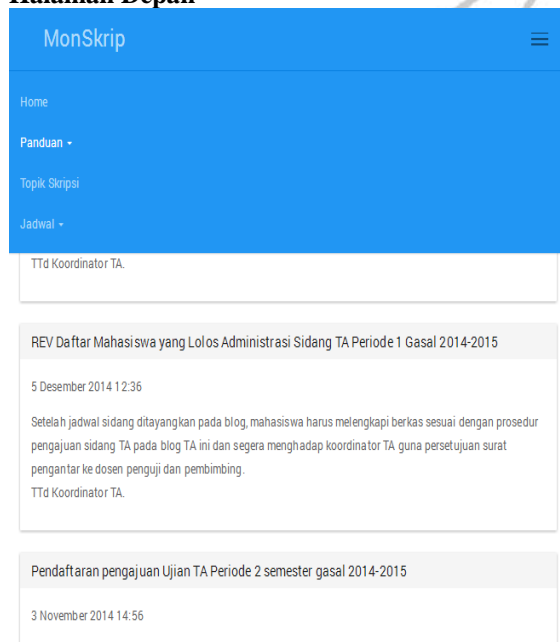 Halaman Depan
MonSkrip
Home
Panduan
Topik Skripsi
Jadwal
TTd Koordinator TA.
REV Daftar Mahasiswa yang Lolos Administrasi Sidang TA Periode 1 Gasal 2014-2015
5 Desember 2014 12:36
Setelah jadwal sidang ditayangkan pada blog, mahasiswa harus melengkapi berkas sesuai dengan prosedur
pengajuan sidang TA pada blog TA ini dan segera menghadap koordinator TA guna persetujuan surat
pengantar ke dosen penguji dan pembimbing.
TTd Koordinator TA.
Pendaftaran pengajuan Ujian TA Periode 2 semester gasal 2014-2015
3 November 2014 14:56